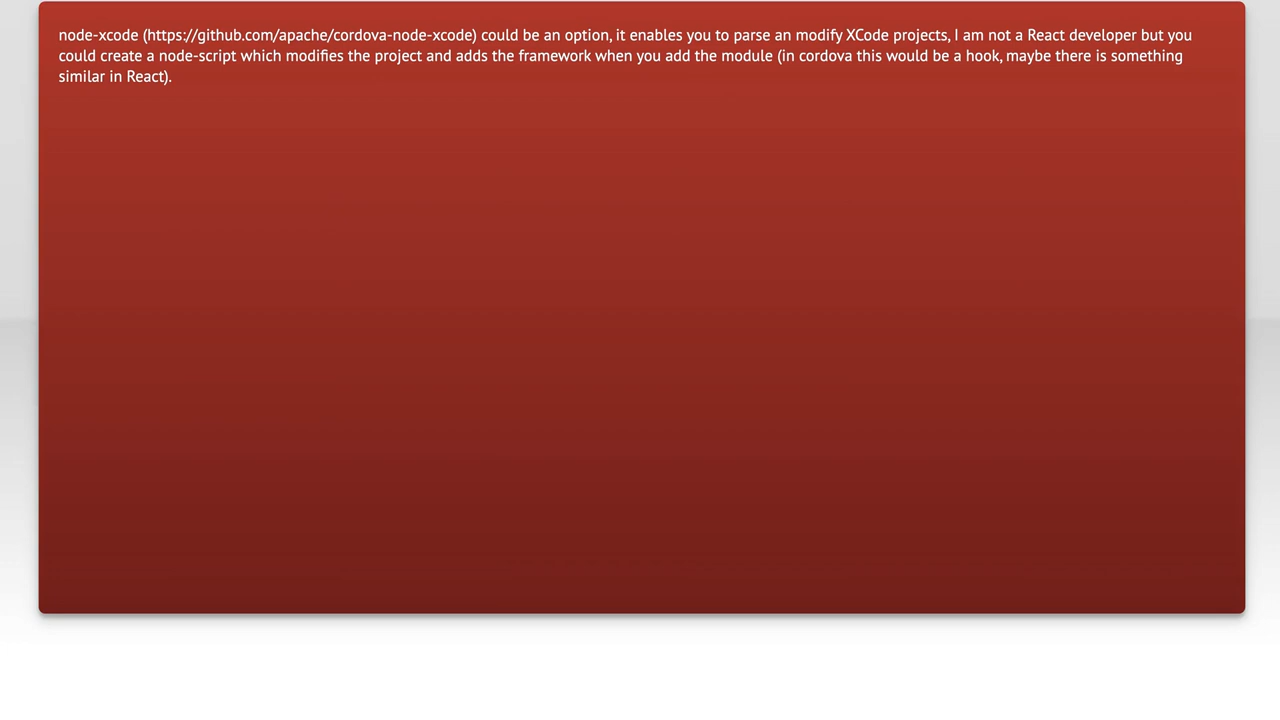 node-xcode (https://github.com/apache/cordova-node-xcode) could be an option, it enables you to parse an modify XCode projects, I am not a React developer but you
could create a node-script which modifies the project and adds the framework when you add the module (in cordova this would be a hook, maybe there is something
similar in React).